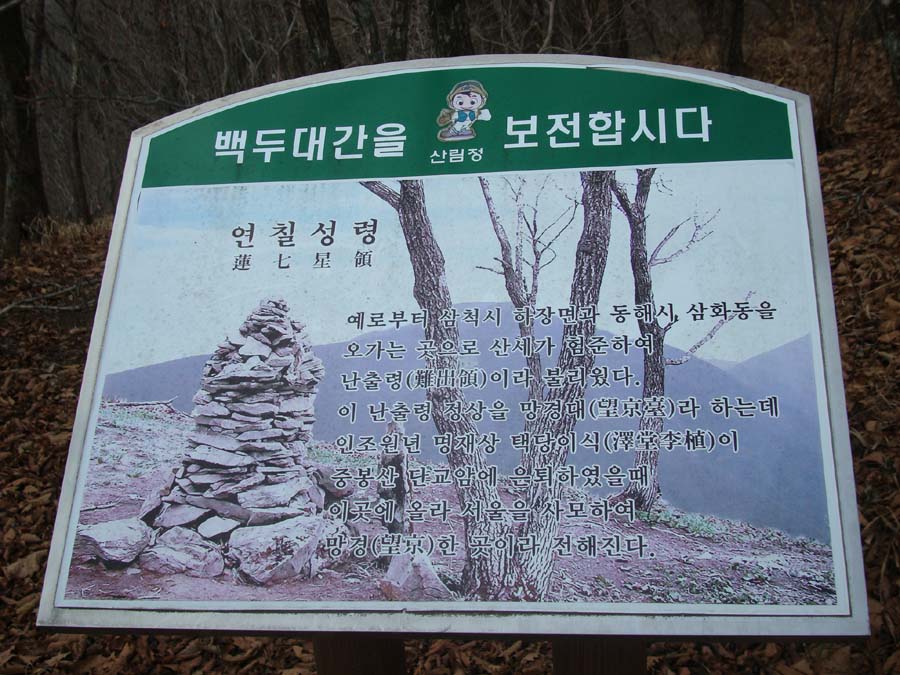 백두대간을 보전합시다
산림청
연칠성령
蓮七星領
예로부터 삼척시 하장면과 동해시 삼화동을
오가는 곳으로 산세가 험준하여
난출령(難出領)이라 불리웠다.
이 난출령 정상을 망경대(望京臺)라 하는데
인조원년 명재상 택당이식(澤堂李植)이
중봉산 단교암에 은퇴하였을때
이곳에 올라 서울을 사모하여
망경(望京)한 곳이라 전해진다.